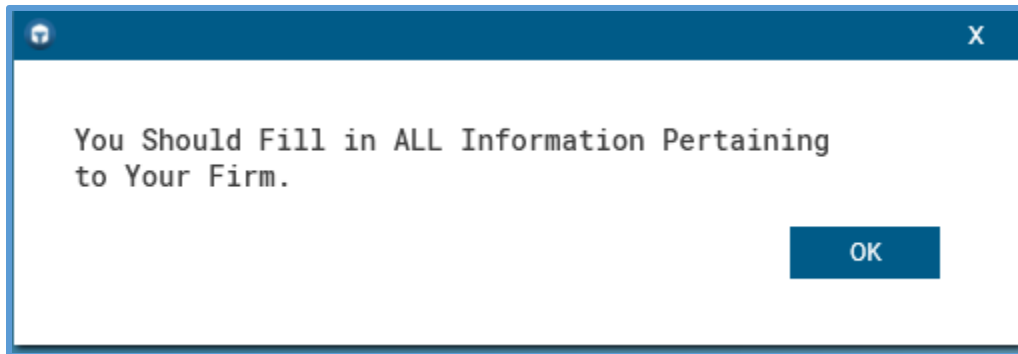 X
You Should Fill in ALL Information Pertaining
to Your Firm.
OK